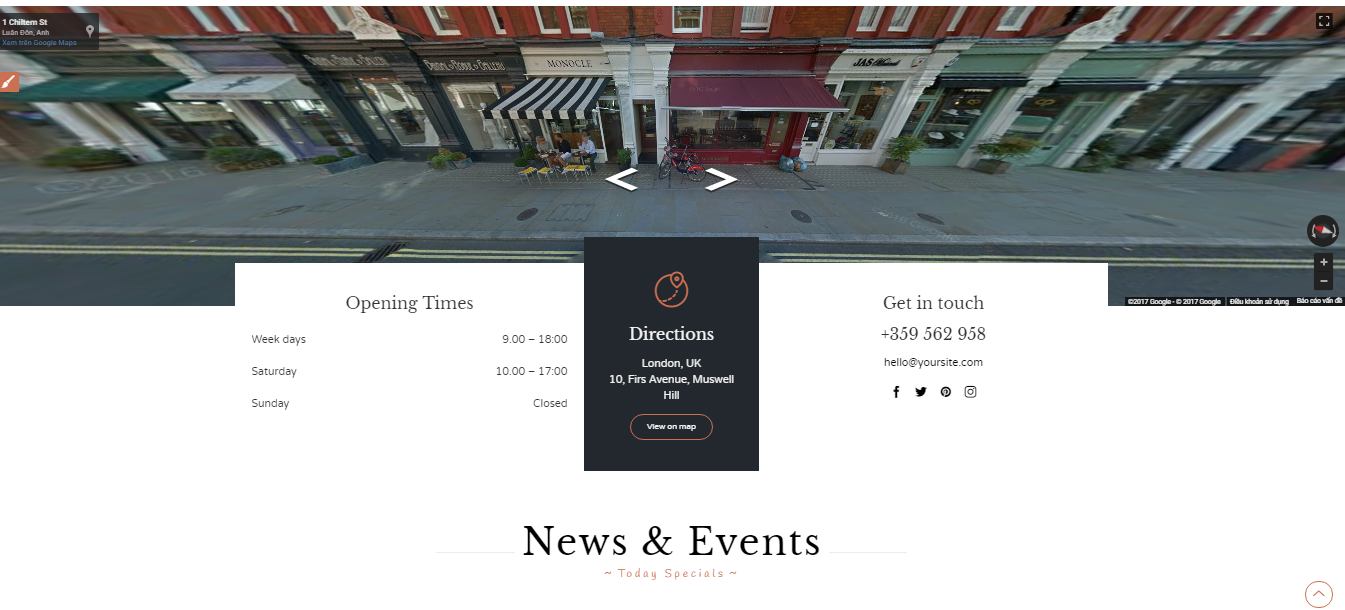 1 Chiltern St
Luân Đôn, Anh
Xem trên Google Maps
MONOCLE
JAS
Opening Times
Week days 9.00 – 18:00
Saturday 10.00 – 17:00
Sunday Closed
Directions
London, UK
10, Firs Avenue, Muswell
Hill
View on map
Get in touch
+359 562 958
hello@yoursite.com
©2017 Google - © 2017 Google Điều khoản sử dụng Báo cáo vấn đề
News & Events
~ Today Specials ~